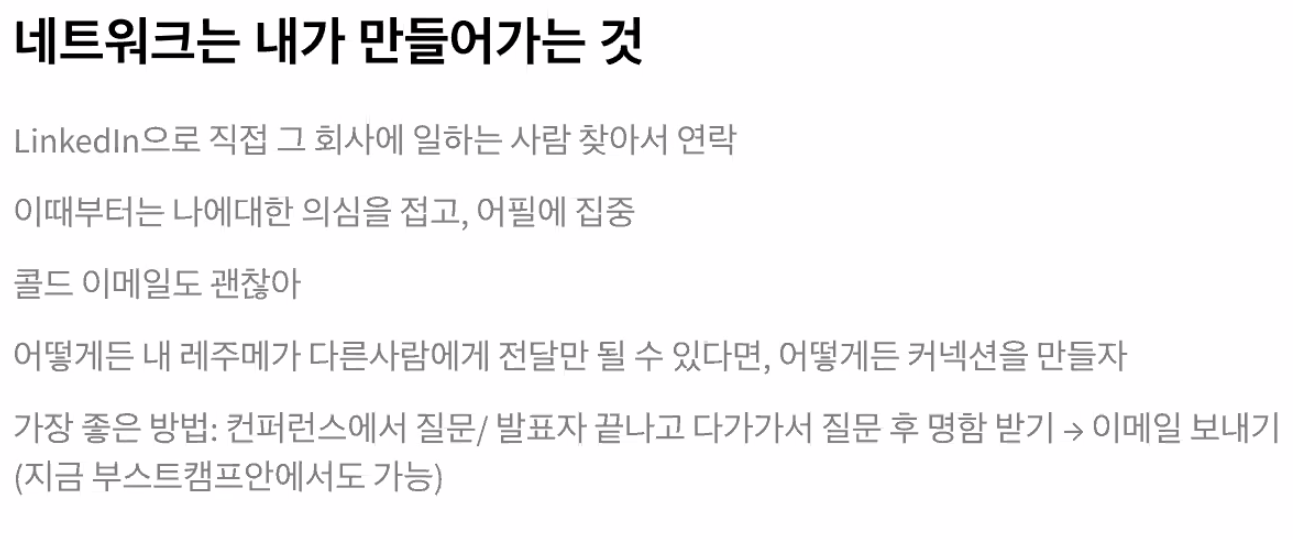 네트워크는 내가 만들어가는 것
LinkedIn으로 직접 그 회사에 일하는 사람 찾아서 연락
이때부터는 나에대한 의심을 접고, 어필에 집중
콜드 이메일도 괜찮아
어떻게든 내 레주메가 다른사람에게 전달만 될 수 있다면, 어떻게든 커넥션을 만들자
가장 좋은 방법: 컨퍼런스에서 질문/ 발표자 끝나고 다가가서 질문 후 명함 받기 → 이메일 보내기
(지금 부스트캠프안에서도 가능)